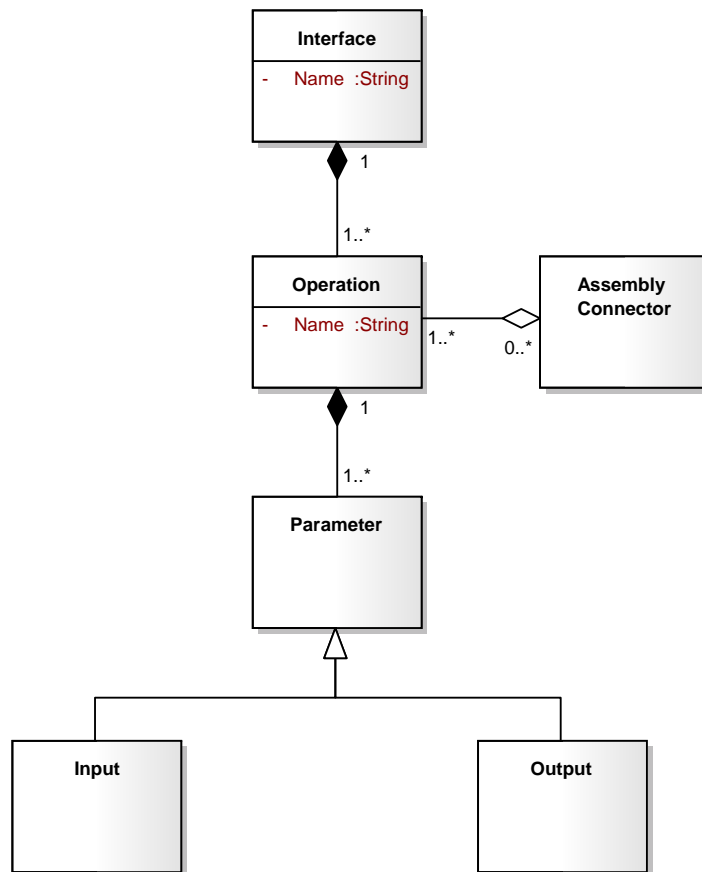 Interface
- Name :String
1
1..*
Operation
- Name :String
Assembly
Connector
1..*
0..*
1
1..*
Parameter
Input
Output